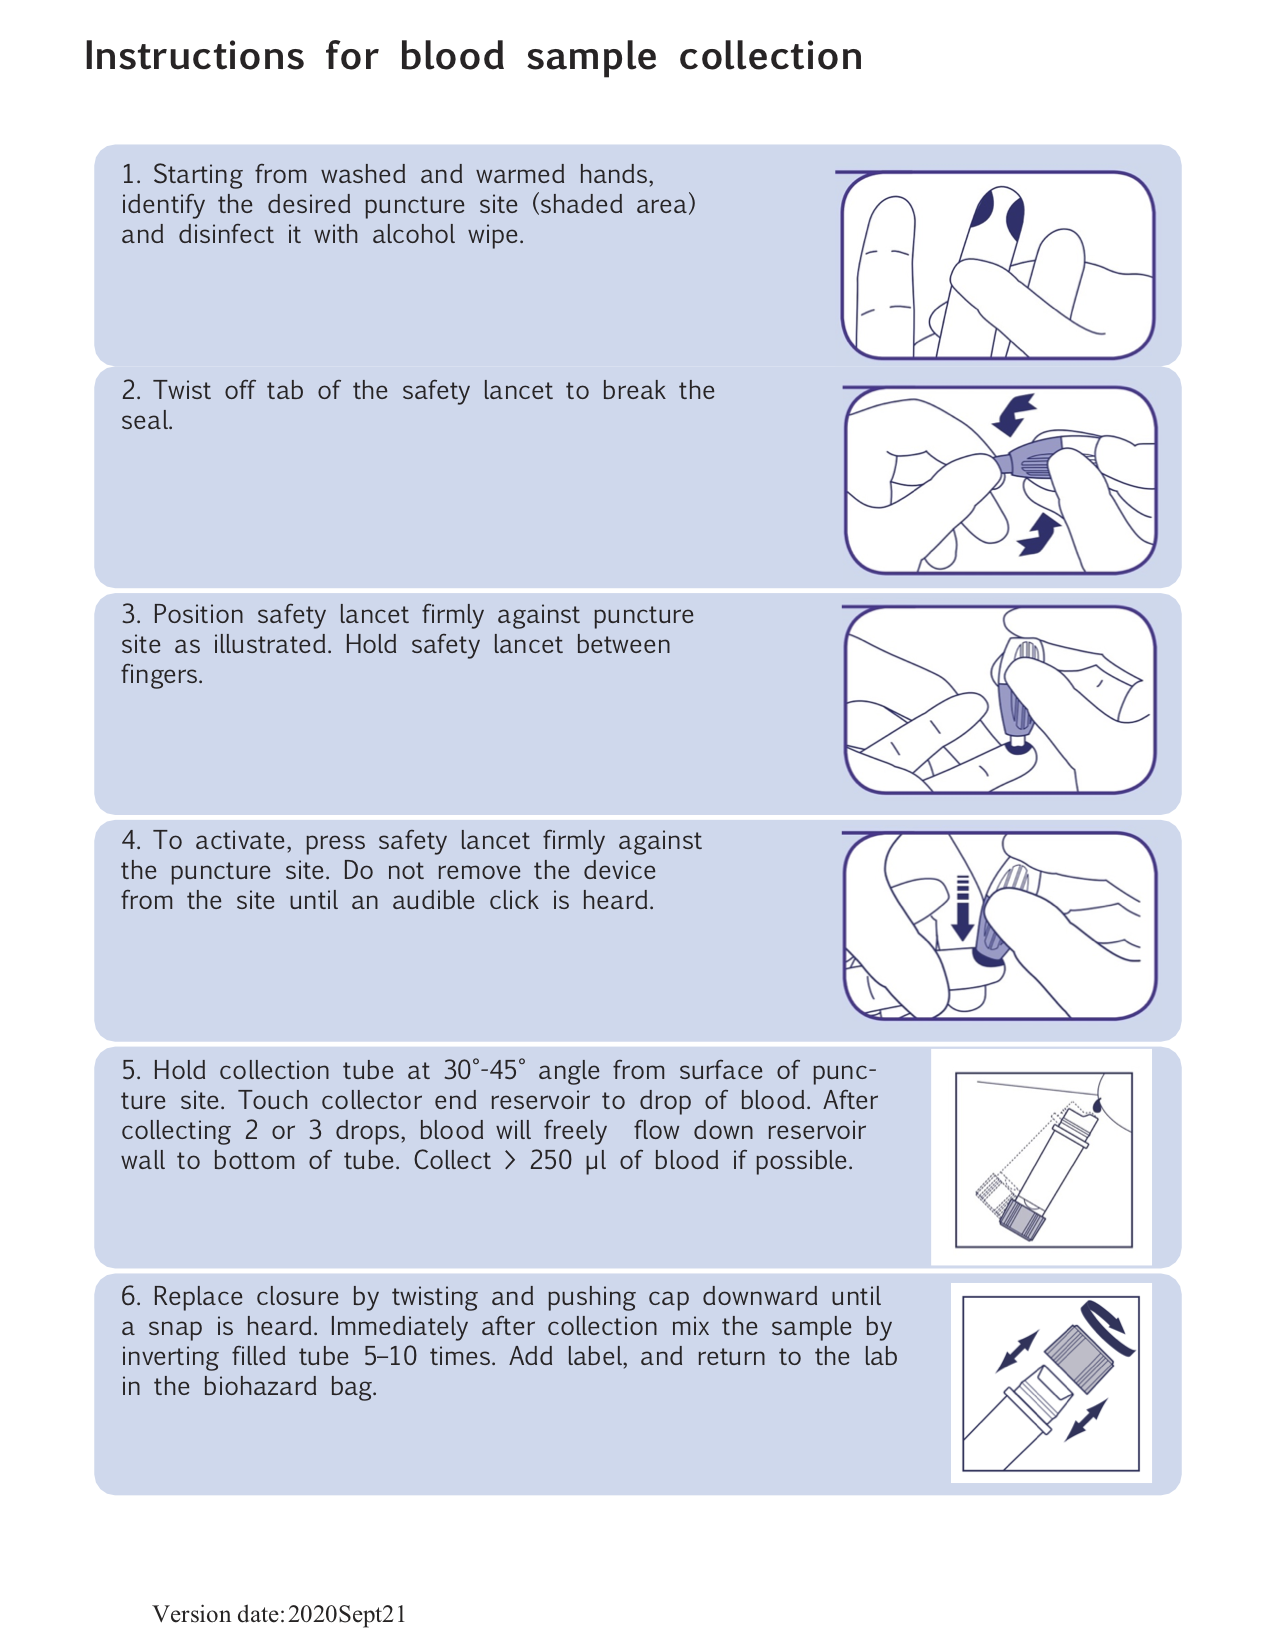 Instructions for blood sample collection
1. Starting from washed and warmed hands,
identify the desired puncture site (shaded area)
and disinfect it with alcohol wipe.
2. Twist off tab of the safety lancet to break the
seal.
3. Position safety lancet firmly against puncture
site as illustrated. Hold safety lancet between
fingers.
4. To activate, press safety lancet firmly against
the puncture site. Do not remove the device
from the site until an audible click is heard.
5. Hold collection tube at 30°-45° angle from surface of punc-
ture site. Touch collector end reservoir to drop of blood. After
collecting 2 or 3 drops, blood will freely flow down reservoir
wall to bottom of tube. Collect > 250 µl of blood if possible.
6. Replace closure by twisting and pushing cap downward until
a snap is heard. Immediately after collection mix the sample by
inverting filled tube 5–10 times. Add label, and return to the lab
in the biohazard bag.
Version date: 2020Sept21